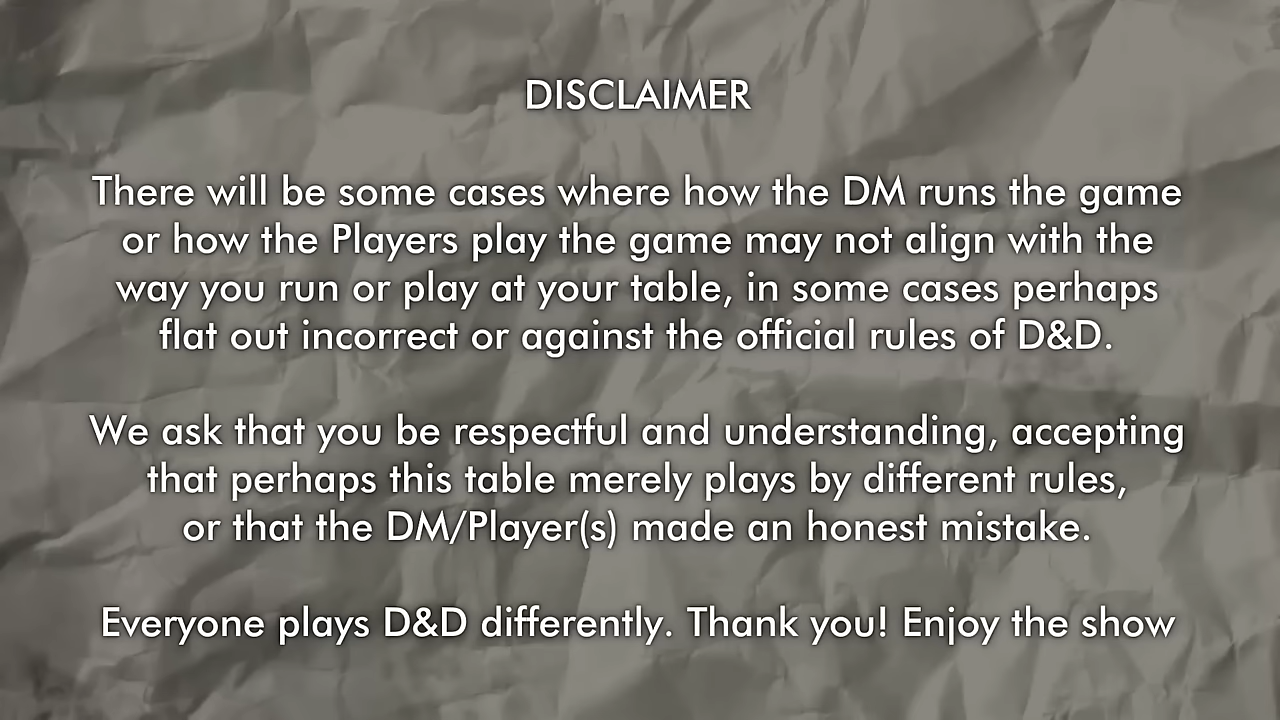 DISCLAIMER
There will be some cases where how the DM runs the game
or how the Players play the game may not align with the
way you run or play at your table, in some cases perhaps
flat out incorrect or against the official rules of D&D.
We ask that you be respectful and understanding, accepting
that perhaps this table merely plays by different rules,
or that the DM/Player(s) made an honest mistake.
Everyone plays D&D differently. Thank you! Enjoy the show